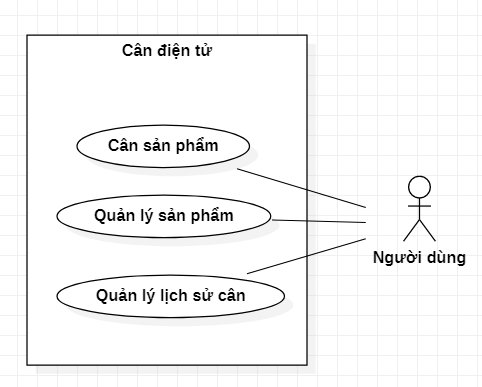 Cân điện tử
Cân sản phẩm
Quản lý sản phẩm
Người dùng
Quản lý lịch sử cân